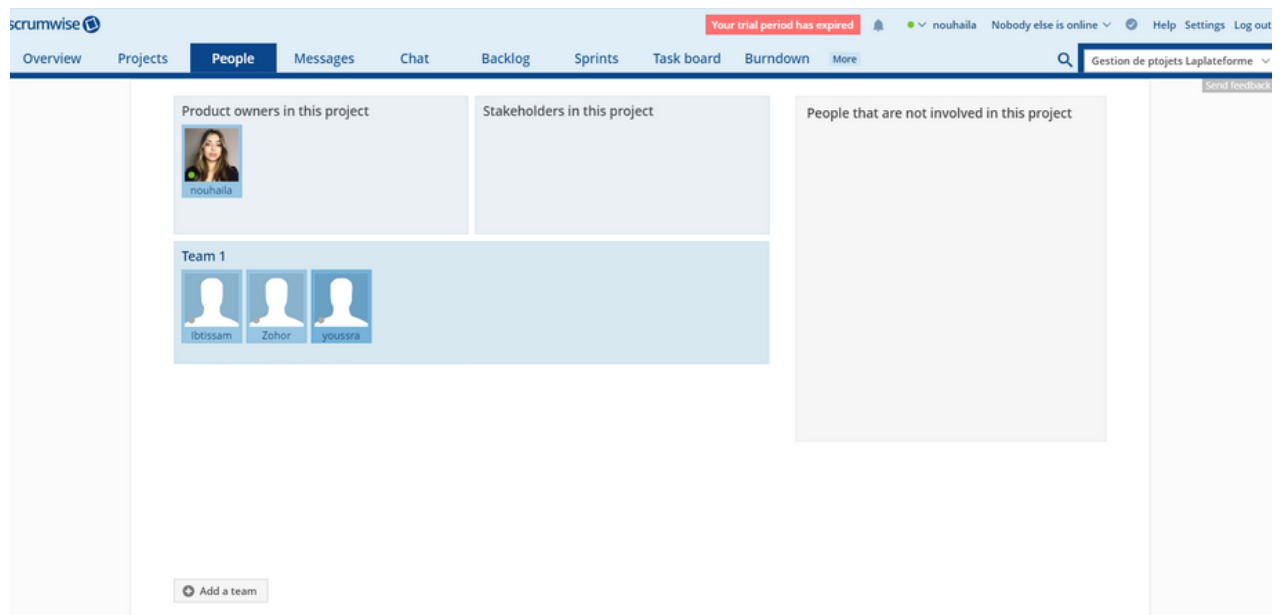 scrumwise
Your trial period has expired
nouhaila
Nobody else is online
Help Settings Log out
Overview Projects People Messages Chat Backlog Sprints Task board Burndown More
Gestion de ptojets Laplateforme
Send feedback
Product owners in this project
nouhaila
Stakeholders in this project
People that are not involved in this project
Team 1
Ibtissam Zohor youssra
Add a team